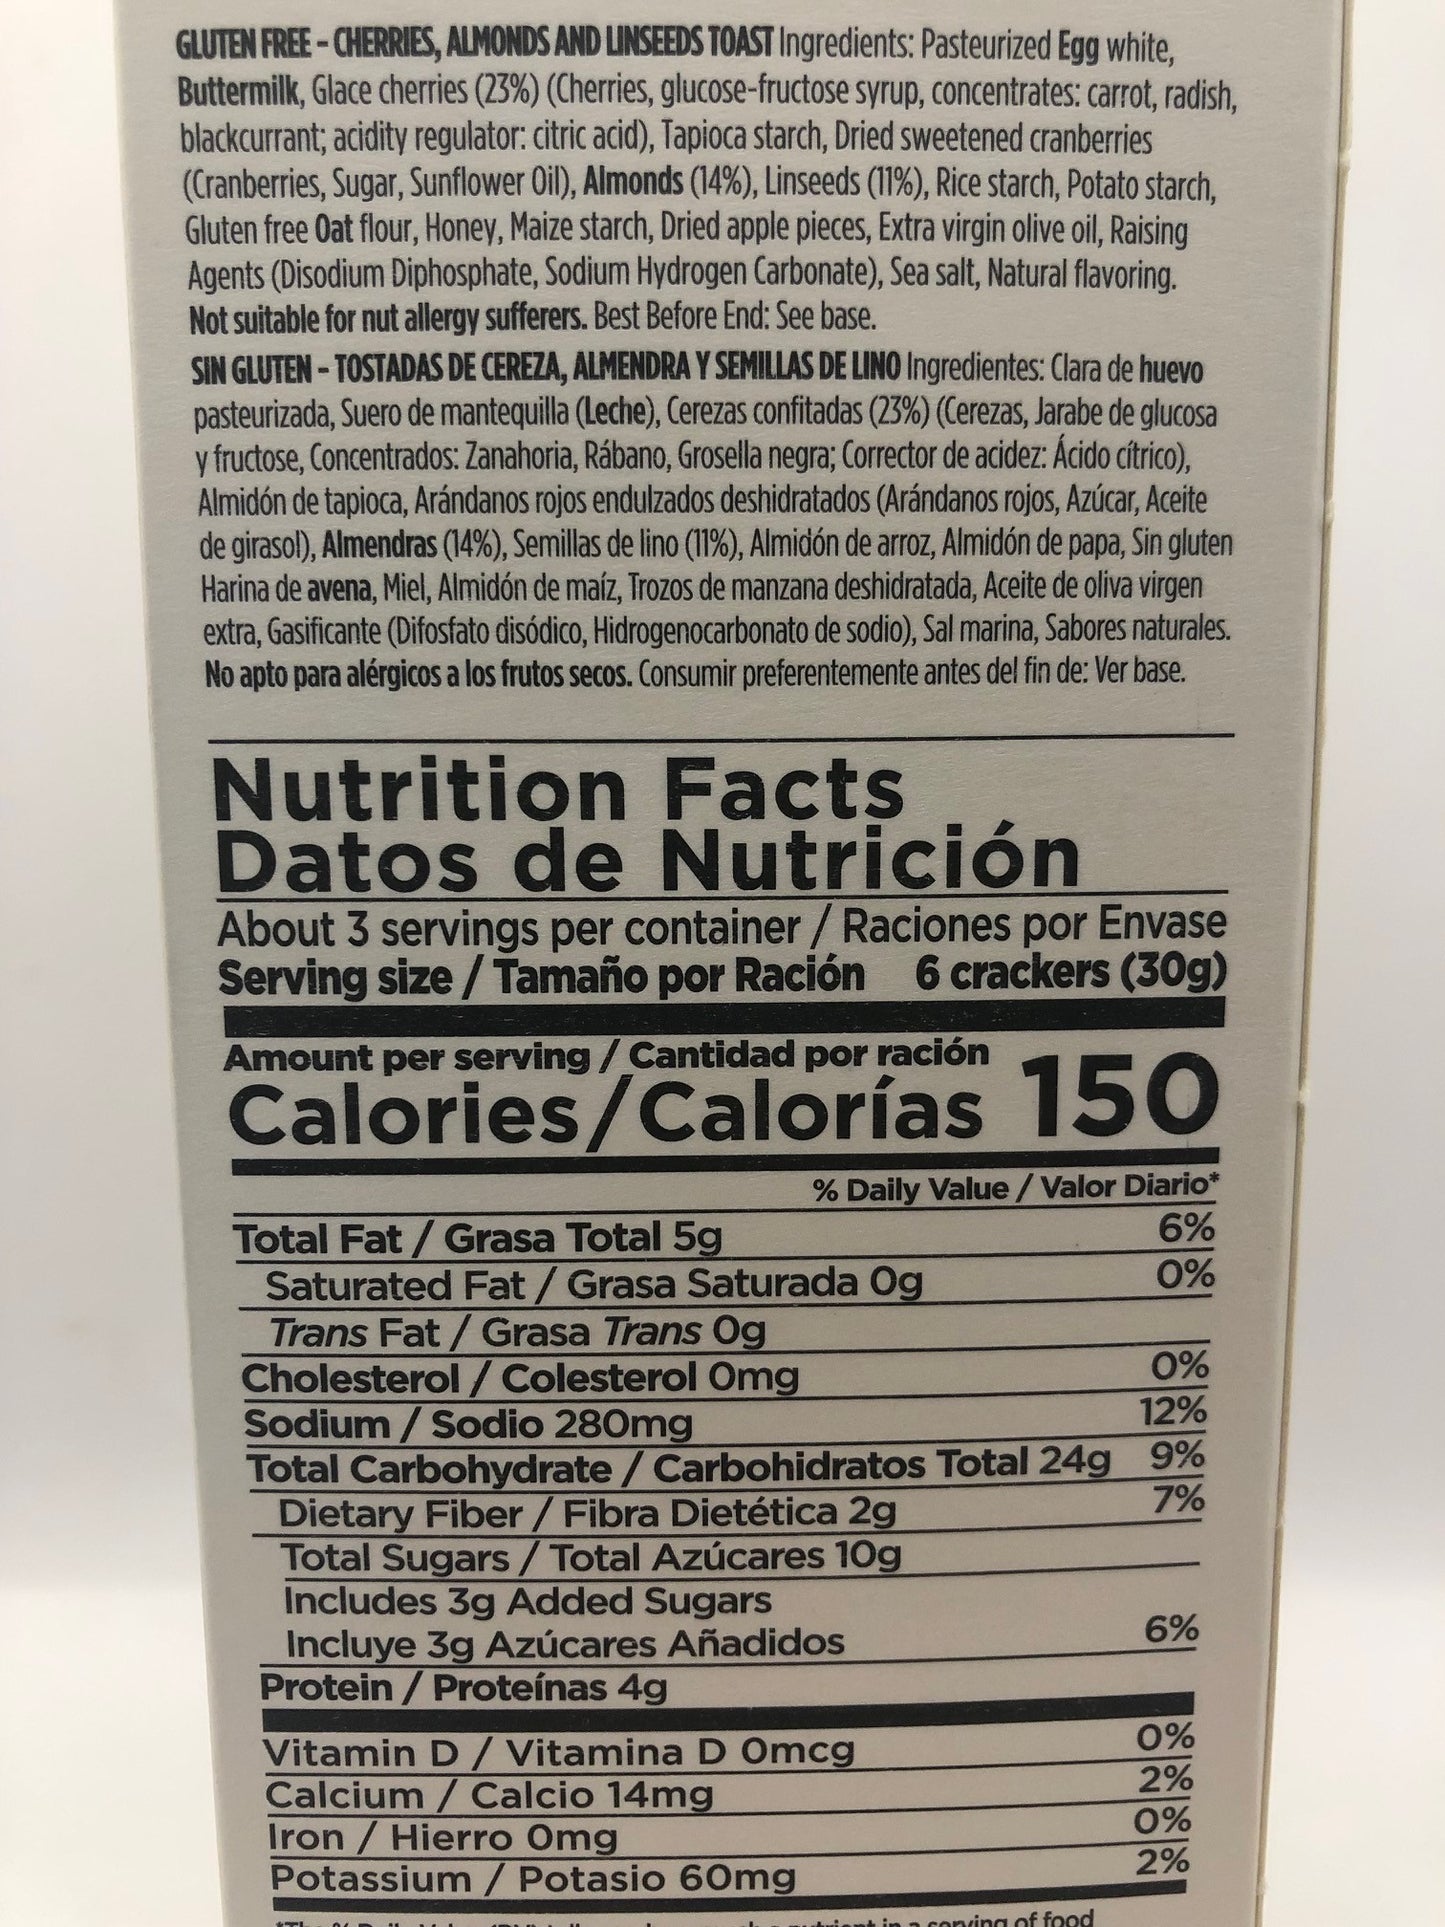 GLUTEN FREE – CHERRIES, ALMONDS AND LINSEEDS TOAST Ingredients: Pasteurized Egg white,
Buttermilk, Glace cherries (23%) (Cherries, glucose-fructose syrup, concentrates: carrot, radish,
blackcurrant; acidity regulator: citric acid), Tapioca starch, Dried sweetened cranberries
(Cranberries, Sugar, Sunflower Oil), Almonds (14%), Linseeds (11%), Rice starch, Potato starch,
Gluten free Oat flour, Honey, Maize starch, Dried apple pieces, Extra virgin olive oil, Raising
Agents (Disodium Diphosphate, Sodium Hydrogen Carbonate), Sea salt, Natural flavoring.
Not suitable for nut allergy sufferers. Best Before End: See base.
SIN GLUTEN – TOSTADAS DE CEREZA, ALMENDRA Y SEMILLAS DE LINO Ingredientes: Clara de huevo
pasteurizada, Suero de mantequilla (Leche), Cerezas confitadas (23%) (Cerezas, Jarabe de glucosa
y fructose, Concentrados: Zanahoria, Rábano, Grosella negra; Corrector de acidez: Ácido cítrico),
Almidón de tapioca, Arándanos rojos endulzados deshidratados (Arándanos rojos, Azúcar, Aceite
de girasol), Almendras (14%), Semillas de lino (11%), Almidón de arroz, Almidón de papa, Sin gluten
Harina de avena, Miel, Almidón de maíz, Trozos de manzana deshidratada, Aceite de oliva virgen
extra, Gasificante (Difosfato disódico, Hidrogenocarbonato de sodio), Sal marina, Sabores naturales.
No apto para alérgicos a los frutos secos. Consumir preferentemente antes del fin de: Ver base.
Nutrition Facts
Datos de Nutrición
About 3 servings per container / Raciones por Envase
Serving size / Tamaño por Ración 6 crackers (30g)
Amount per serving / Cantidad por ración
Calories/Calorías 150
% Daily Value / Valor Diario*
Total Fat / Grasa Total 5g 6%
Saturated Fat / Grasa Saturada 0g 0%
Trans Fat / Grasa Trans 0g
Cholesterol / Colesterol 0mg 0%
Sodium / Sodio 280mg 12%
Total Carbohydrate / Carbohidratos Total 24g 9%
Dietary Fiber / Fibra Dietética 2g 7%
Total Sugars / Total Azúcares 10g
Includes 3g Added Sugars
Incluye 3g Azúcares Añadidos 6%
Protein / Proteínas 4g
Vitamin D / Vitamina D 0mcg 0%
Calcium / Calcio 14mg 2%
Iron / Hierro 0mg 0%
Potassium / Potasio 60mg 2%
in a serving of food